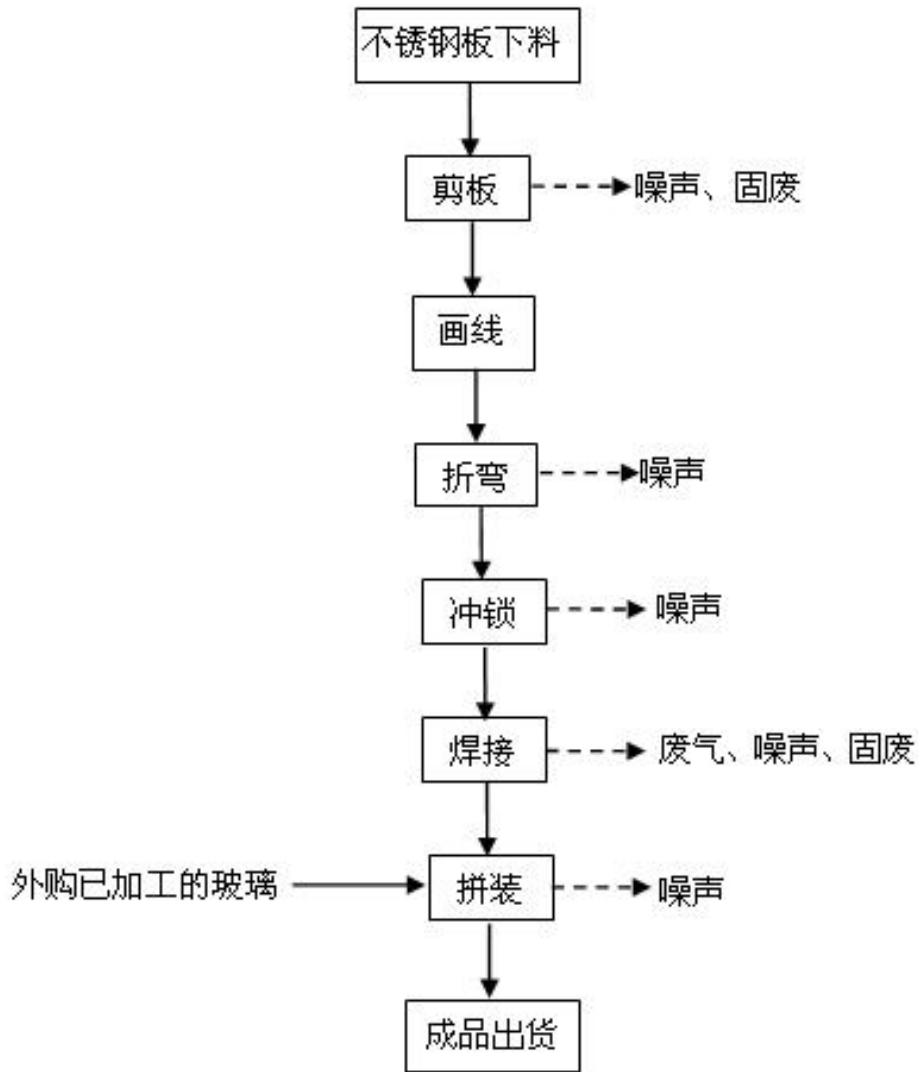 不锈钢板下料
剪板
噪声、固废
画线
折弯
噪声
冲锁
噪声
焊接
废气、噪声、固废
外购已加工的玻璃
拼装
噪声
成品出货